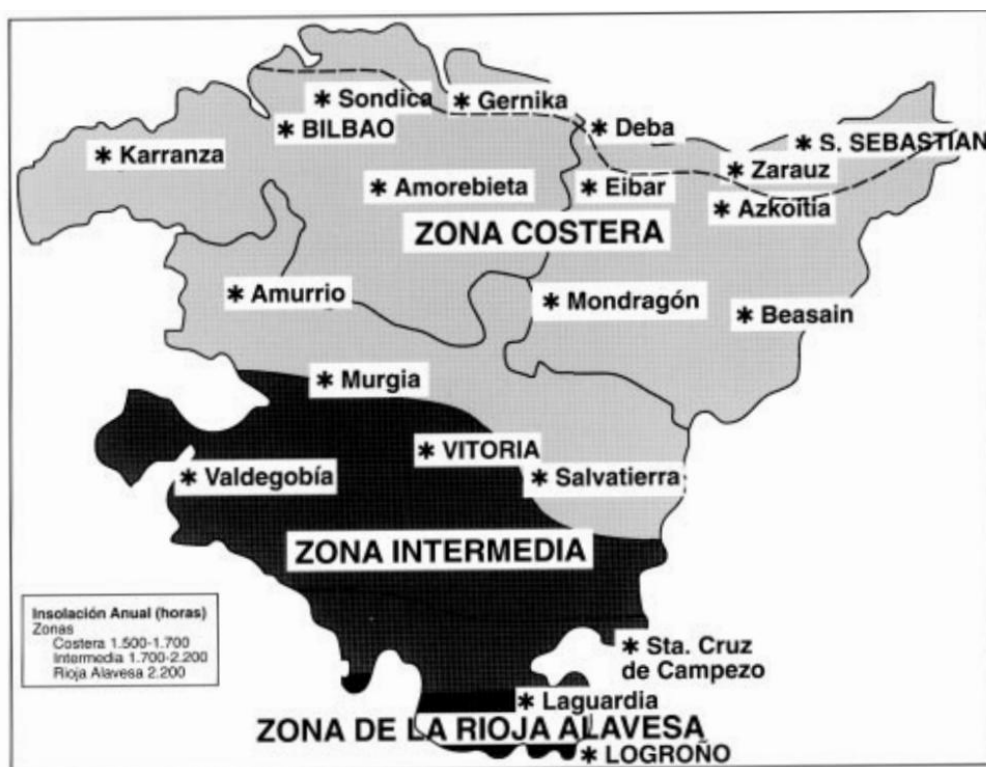 * Sondica
* Gernika
* BILBAO
* Deba
* S. SEBASTIAN
* Karranza
* Zarauz
* Amorebieta
* Eibar
* Azkoitia
ZONA COSTERA
* Amurrio
* Mondragón
* Beasain
* Murgia
* VITORIA
* Valdegobía
* Salvatierra
ZONA INTERMEDIA
Insolación Anual (horas)
Zonas
Costera 1.500-1.700
Intermedia 1.700-2.200
Rioja Alavesa 2.200
* Sta. Cruz
de Campezo
* Laguardia
ZONA DE LA RIOJA ALAVESA
* LOGROÑO